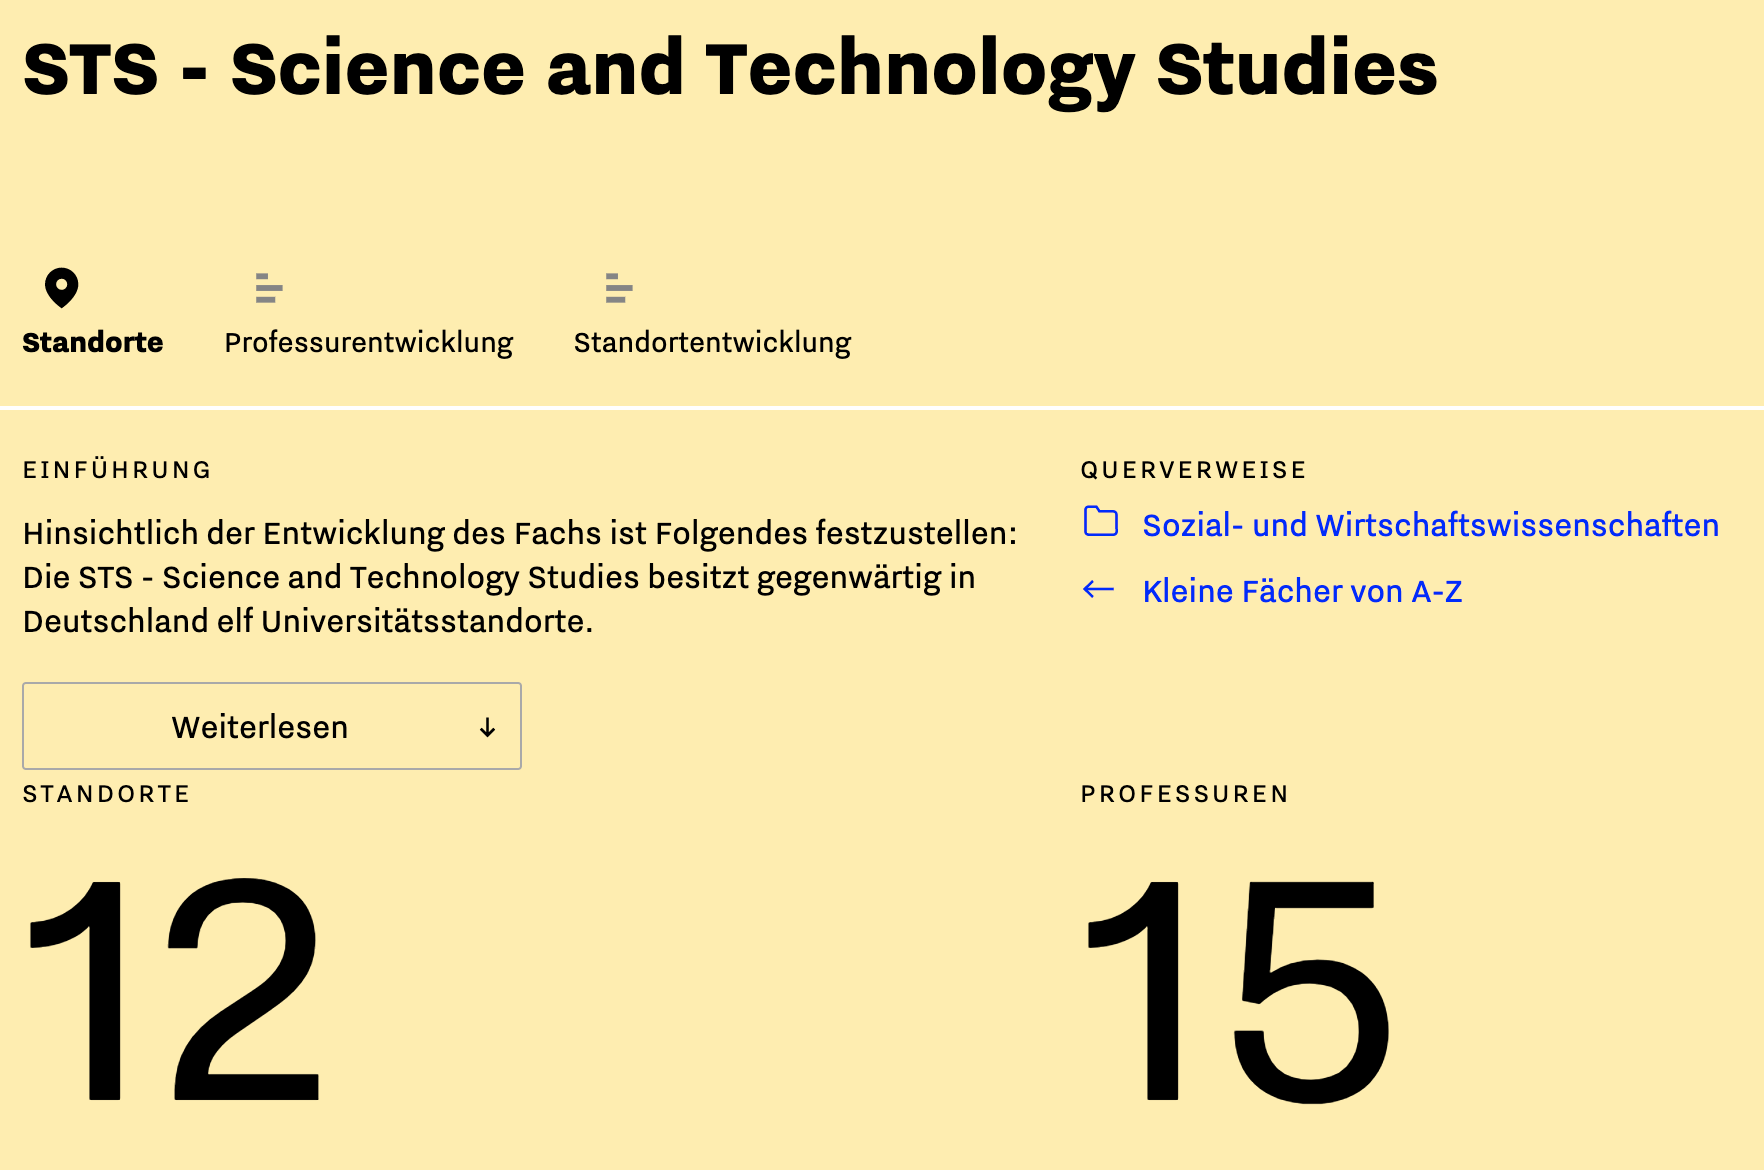 STS - Science and Technology Studies
Standorte
Professurentwicklung
Standortentwicklung
EINFÜHRUNG
Hinsichtlich der Entwicklung des Fachs ist Folgendes festzustellen:
Die STS - Science and Technology Studies besitzt gegenwärtig in
Deutschland elf Universitätsstandorte.
Weiterlesen
QUERVERWEISE
Sozial- und Wirtschaftswissenschaften
Kleine Fächer von A-Z
STANDORTE
12
PROFESSUREN
15